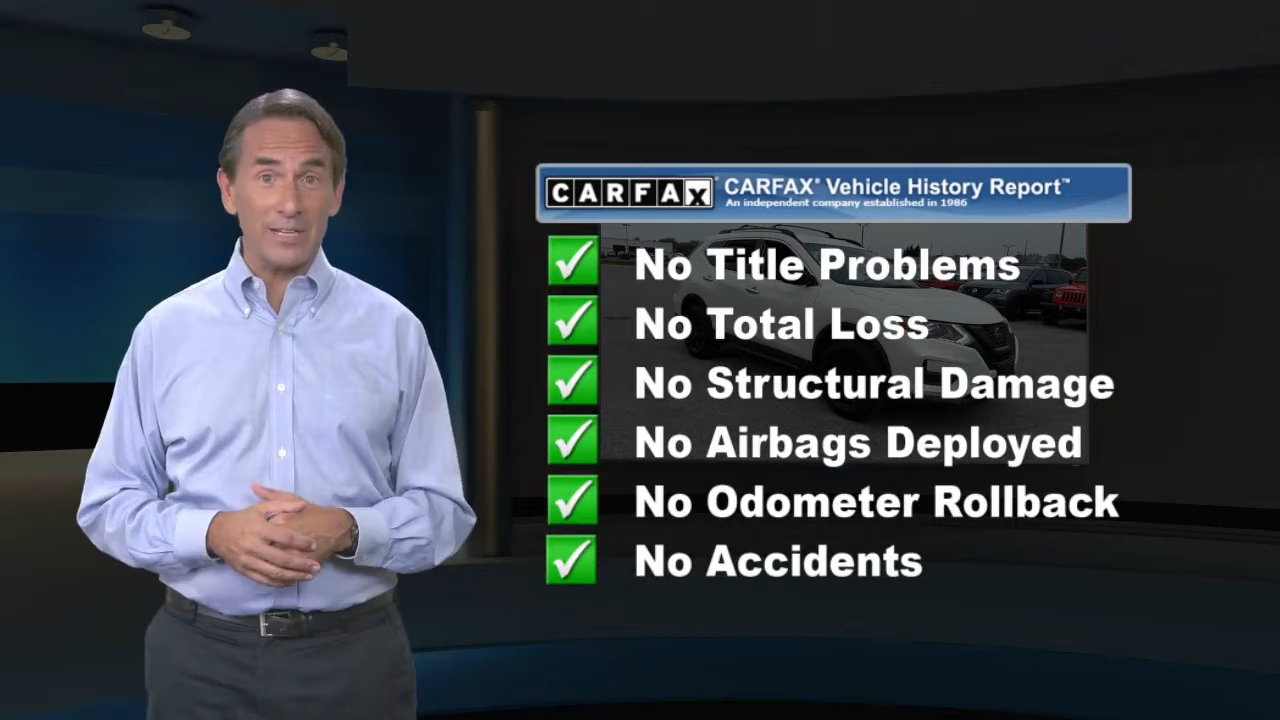 CARFAX® CARFAX® Vehicle History Report™
An independent company established in 1986
No Title Problems
No Total Loss
No Structural Damage
No Airbags Deployed
No Odometer Rollback
No Accidents